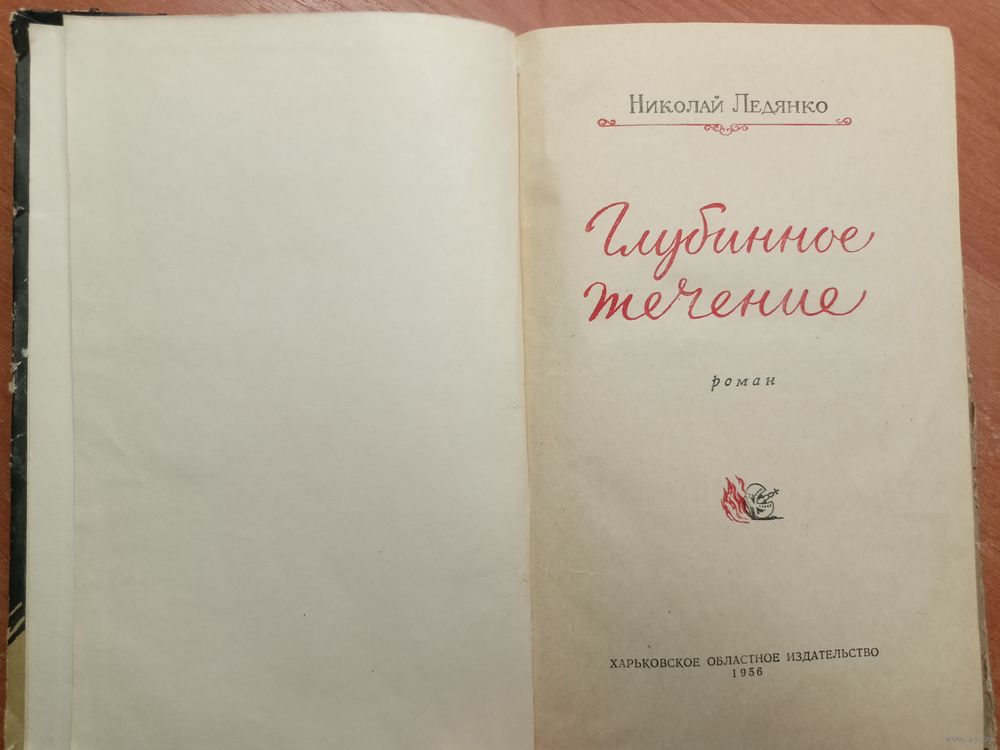 Николай Ледянко
Глубинное
течение
роман
ХАРЬКОВСКОЕ ОБЛАСТНОЕ ИЗДАТЕЛЬСТВО
1956